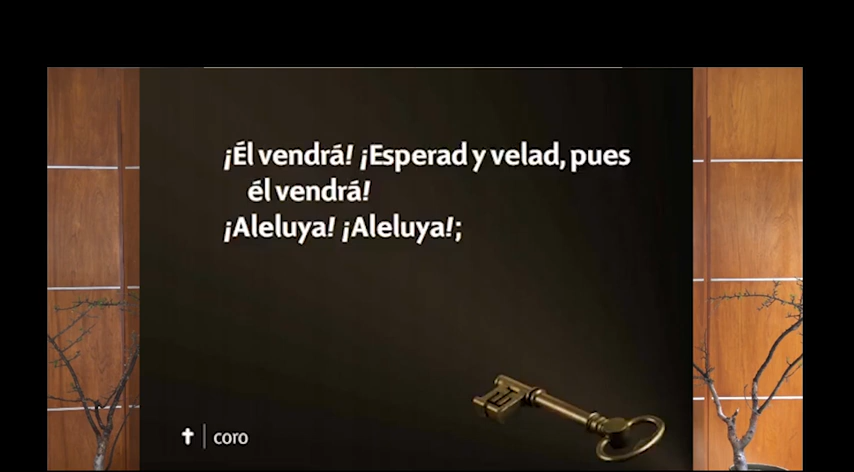 ¡Él vendrá! ¡Esperad y velad, pues
él vendrá!
¡Aleluya! ¡Aleluya!;
coro